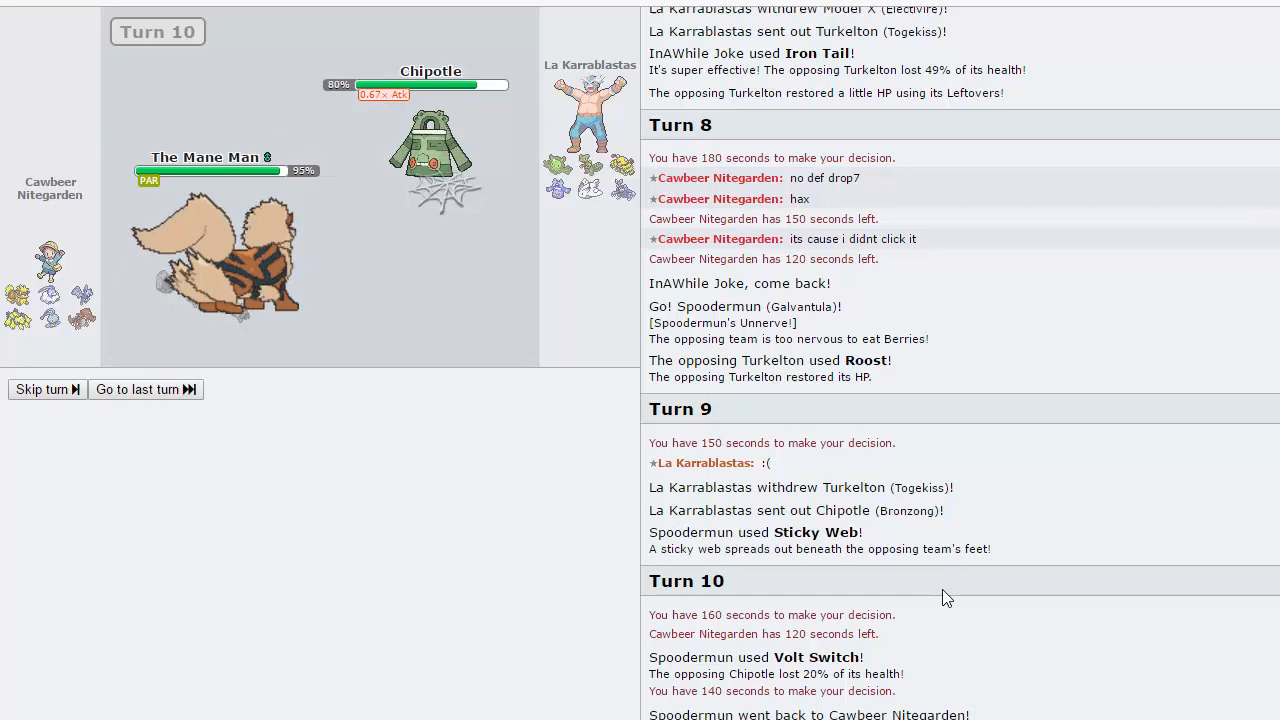 Turn 10
Chipotle
80%
0.67× Atk
The Mane Man
95%
PAR
Cawbeer
Nitegarden
La Karrablastas
Skip turn
Go to last turn
La Karrablastas withdrew Model X (Electivire)!
La Karrablastas sent out Turkelton (Togekiss)!
InAWhile Joke used Iron Tail!
It's super effective! The opposing Turkelton lost 49% of its health!
The opposing Turkelton restored a little HP using its Leftovers!
Turn 8
You have 180 seconds to make your decision.
★Cawbeer Nitegarden: no def drop7
★Cawbeer Nitegarden: hax
Cawbeer Nitegarden has 150 seconds left.
★Cawbeer Nitegarden: its cause i didnt click it
Cawbeer Nitegarden has 120 seconds left.
InAWhile Joke, come back!
Go! Spoodermun (Galvantula)!
[Spoodermun's Unnerve!]
The opposing team is too nervous to eat Berries!
The opposing Turkelton used Roost!
The opposing Turkelton restored its HP.
Turn 9
You have 150 seconds to make your decision.
★La Karrablastas: :(
La Karrablastas withdrew Turkelton (Togekiss)!
La Karrablastas sent out Chipotle (Bronzong)!
Spoodermun used Sticky Web!
A sticky web spreads out beneath the opposing team's feet!
Turn 10
You have 160 seconds to make your decision.
Cawbeer Nitegarden has 120 seconds left.
Spoodermun used Volt Switch!
The opposing Chipotle lost 20% of its health!
You have 140 seconds to make your decision.
Spoodermun went back to Cawbeer Nitegarden!